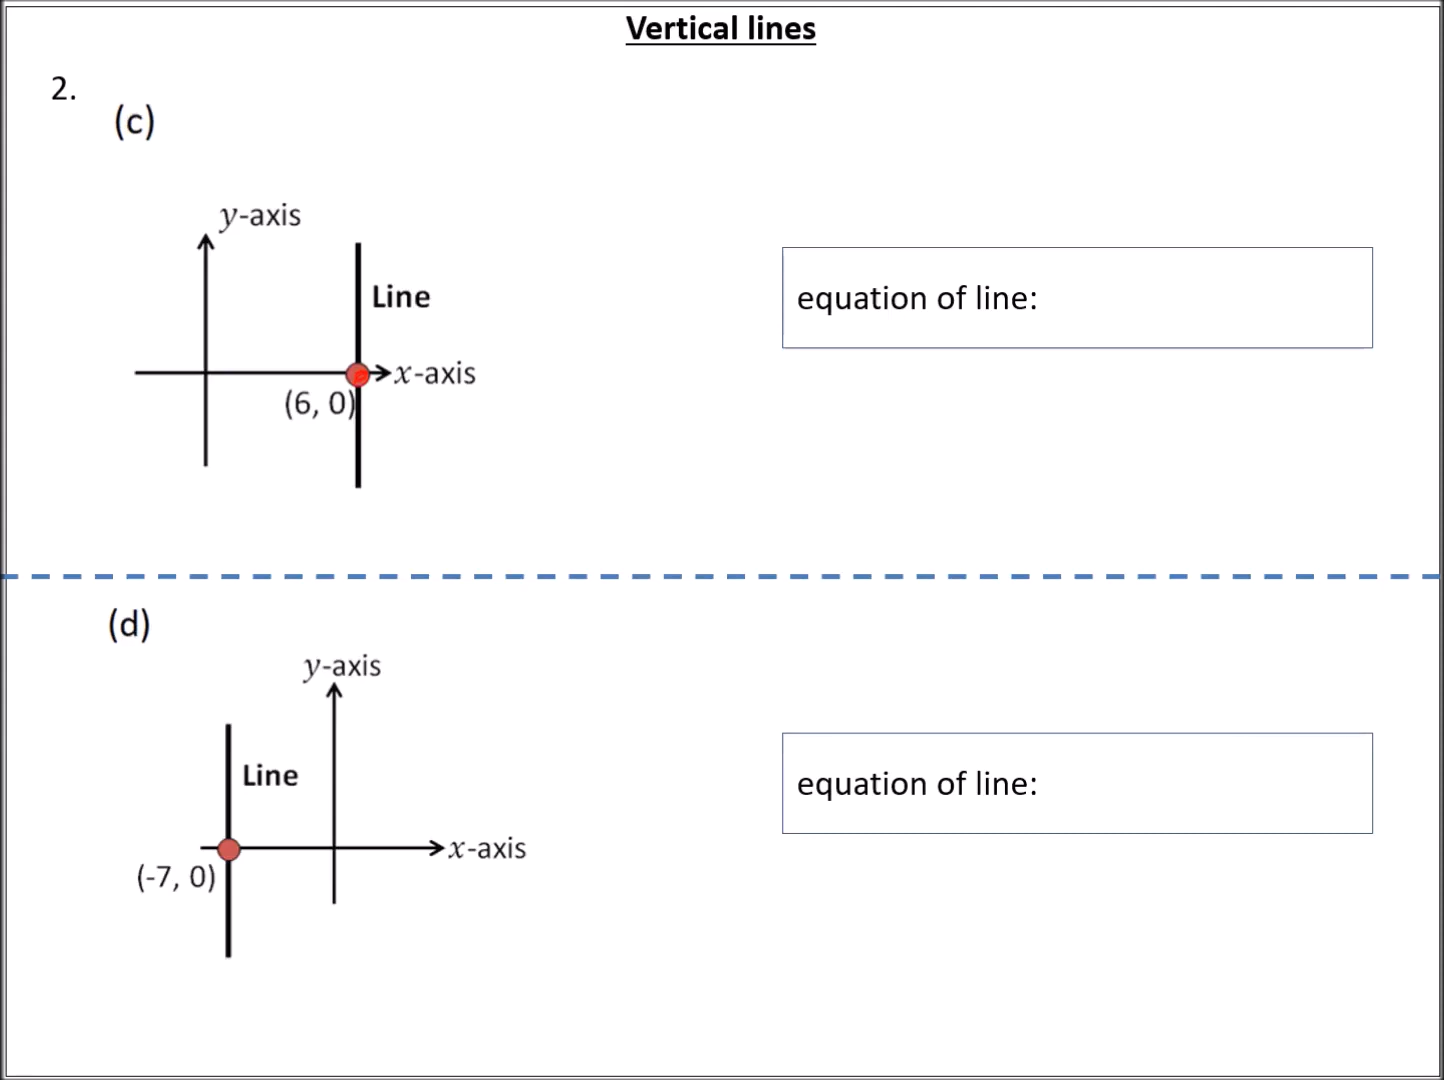 Vertical lines
2.
(c)
y-axis
Line
x-axis
(6, 0)
equation of line:
(d)
y-axis
Line
x-axis
(-7, 0)
equation of line: